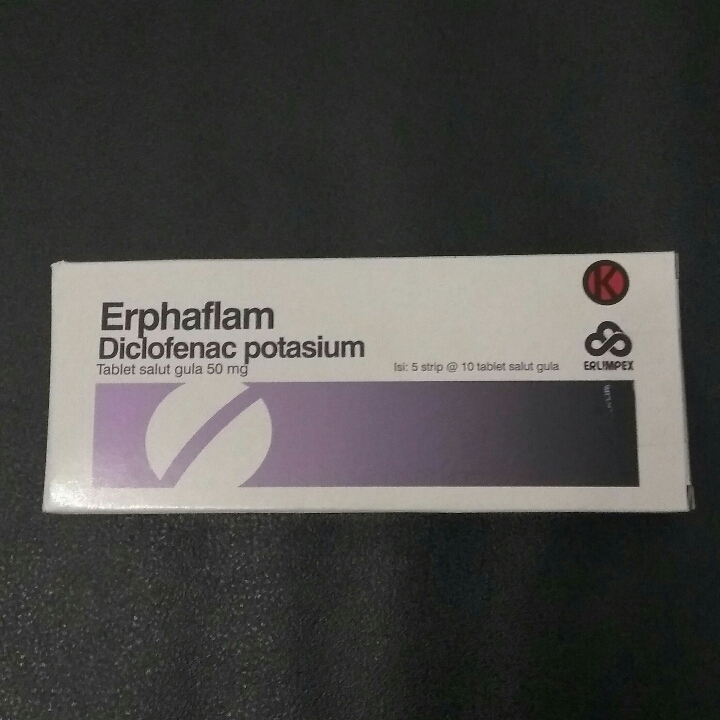 Erphaflam
Diclofenac potasium
Tablet salut gula 50 mg
Isi: 5 strip @ 10 tablet salut gula
K
ERLIMPEX